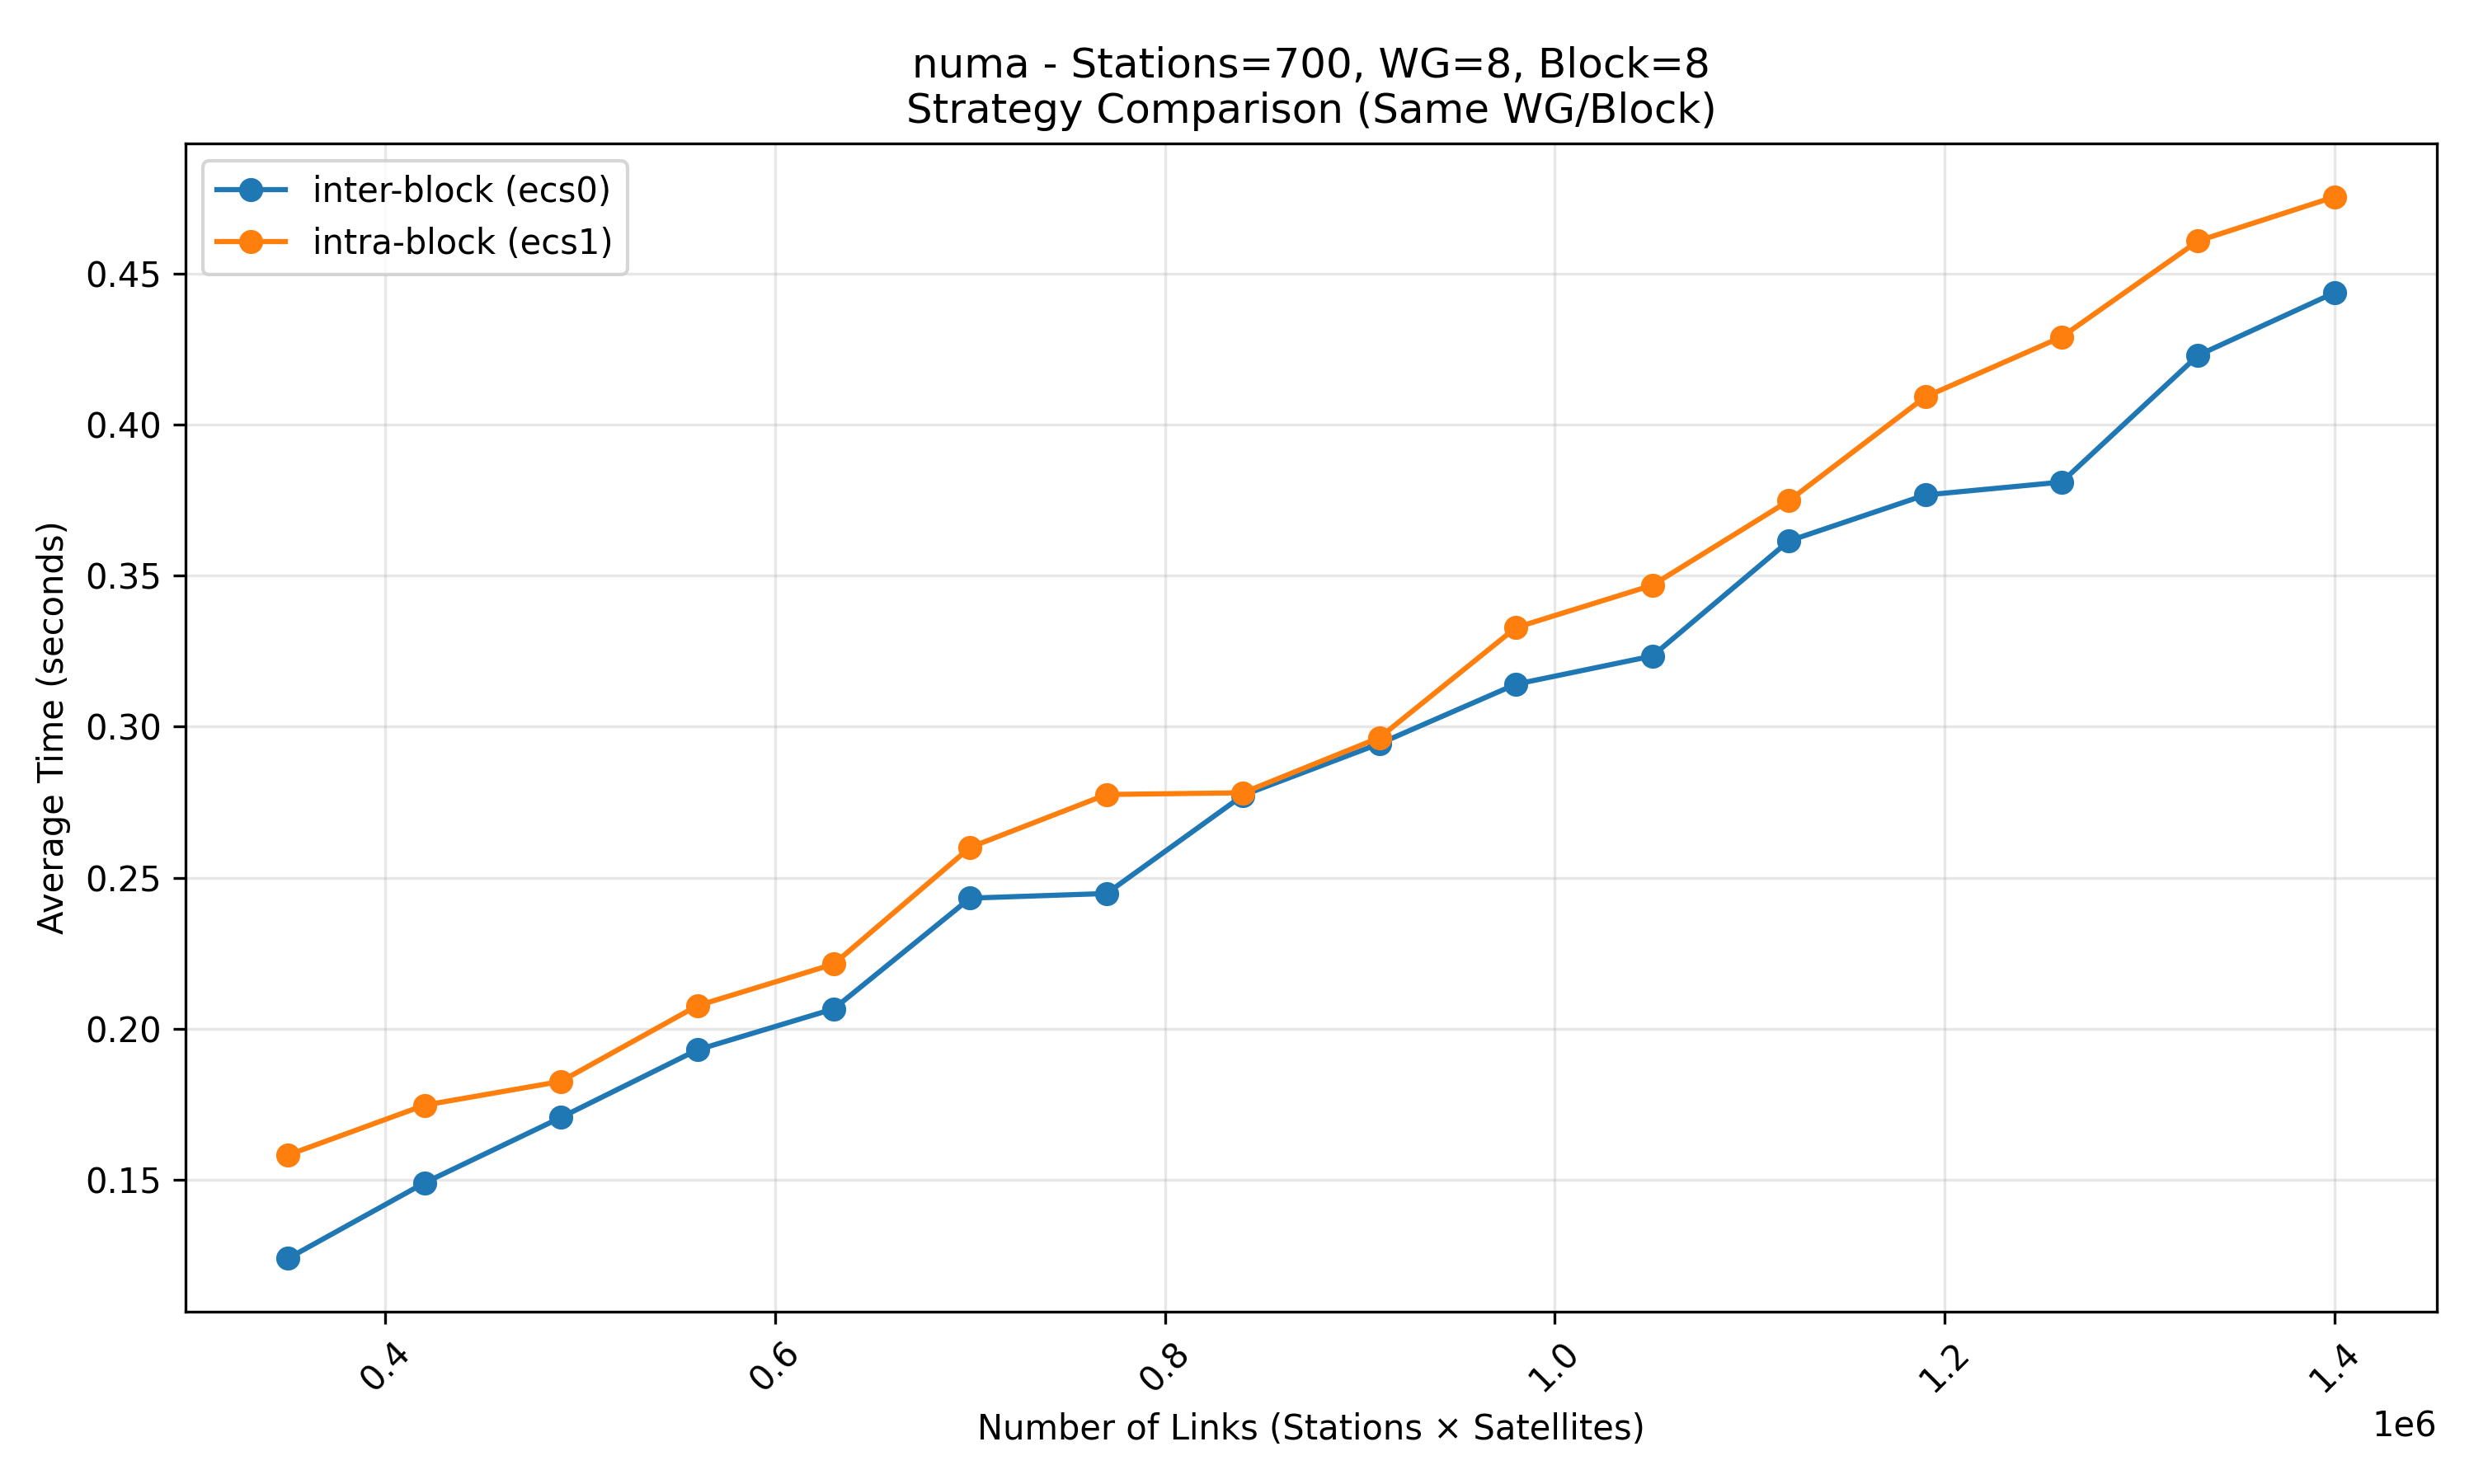 numa - Stations=700, WG=8, Block=8
Strategy Comparison (Same WG/Block)
inter-block (ecs0)
intra-block (ecs1)
Average Time (seconds)
0.45
0.40
0.35
0.30
0.25
0.20
0.15
0.4
0.6
0.8
1.0
1.2
1.4
1e6
Number of Links (Stations × Satellites)